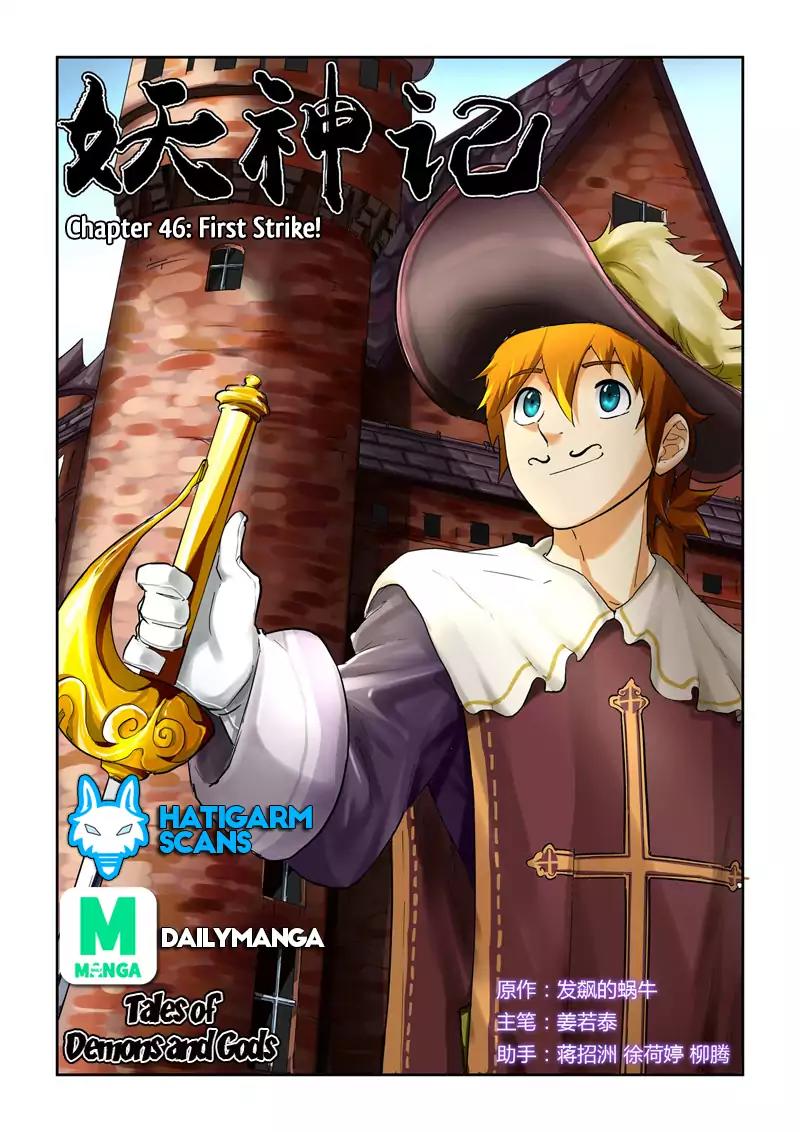 妖神记
Chapter 46: First Strike!
HATIGARM
SCANS
M
MANGA
DAILYMANGA
Tales of
Demons and Gods
原作：发飙的蜗牛
主笔：姜若泰
助手：蒋招洲 徐荷婷 柳腾